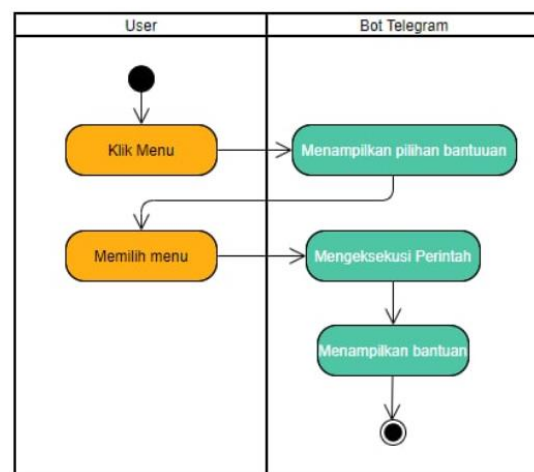 User
Bot Telegram
Klik Menu
Menampilkan pilihan bantuuan
Memilih menu
Mengeksekusi Perintah
Menampilkan bantuan